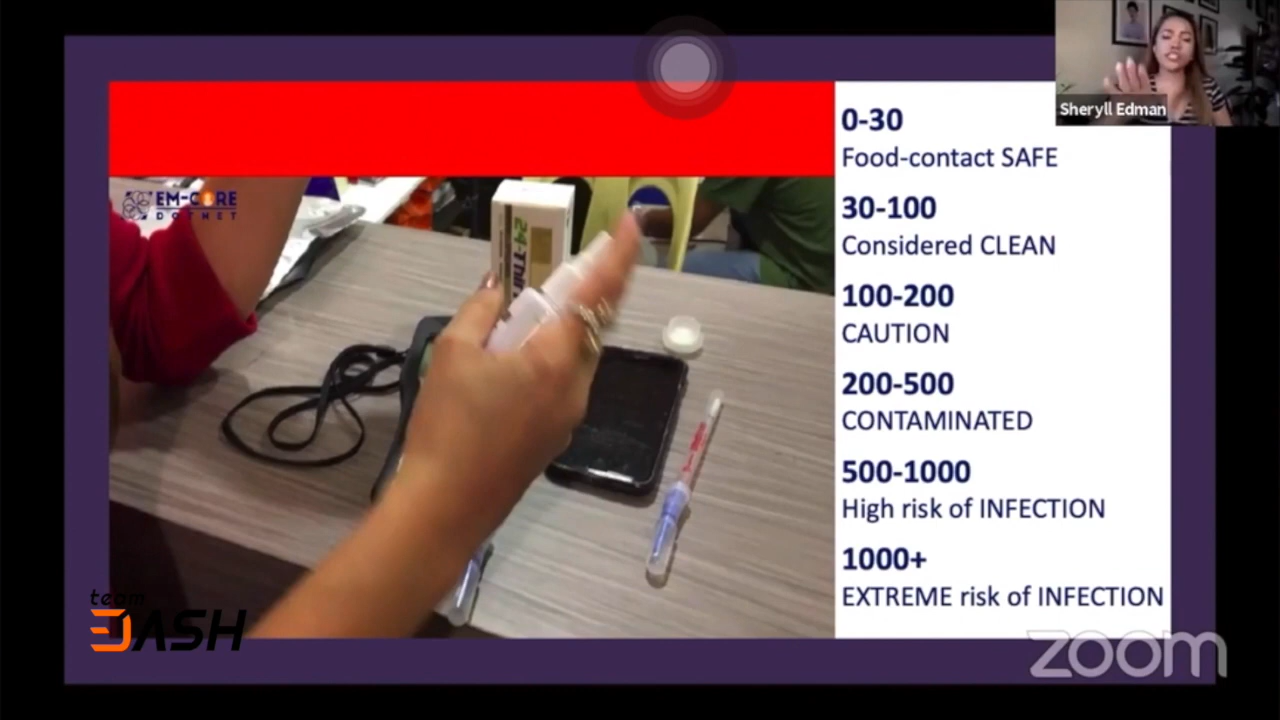 Sheryll Edman
0-30
Food-contact SAFE
30-100
Considered CLEAN
100-200
CAUTION
200-500
CONTAMINATED
500-1000
High risk of INFECTION
1000+
EXTREME risk of INFECTION
EM-CORE
DOTNET
team
DASH
zoom